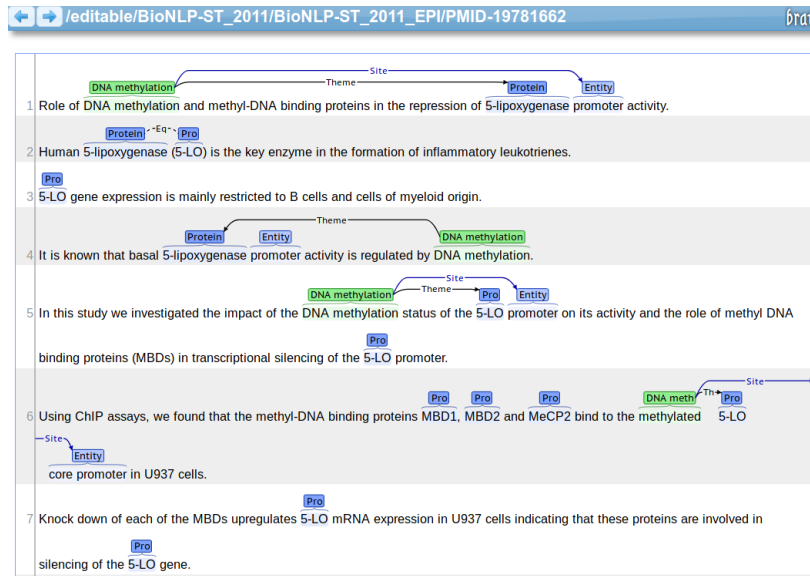 /editable/BioNLP-ST_2011/BioNLP-ST_2011_EPI/PMID-19781662
Site
DNA methylation Theme Protein Entity
1 Role of DNA methylation and methyl-DNA binding proteins in the repression of 5-lipoxygenase promoter activity.
Protein -Eq- Pro
2 Human 5-lipoxygenase (5-LO) is the key enzyme in the formation of inflammatory leukotrienes.
Pro
3 5-LO gene expression is mainly restricted to B cells and cells of myeloid origin.
Theme
Protein Entity DNA methylation
4 It is known that basal 5-lipoxygenase promoter activity is regulated by DNA methylation.
Site
DNA methylation Theme Pro Entity
5 In this study we investigated the impact of the DNA methylation status of the 5-LO promoter on its activity and the role of methyl DNA
Pro
binding proteins (MBDs) in transcriptional silencing of the 5-LO promoter.
Site
Pro Pro Pro DNA meth Th Pro
6 Using ChIP assays, we found that the methyl-DNA binding proteins MBD1, MBD2 and MeCP2 bind to the methylated 5-LO
Site
Entity
core promoter in U937 cells.
Pro
7 Knock down of each of the MBDs upregulates 5-LO mRNA expression in U937 cells indicating that these proteins are involved in
Pro
silencing of the 5-LO gene.